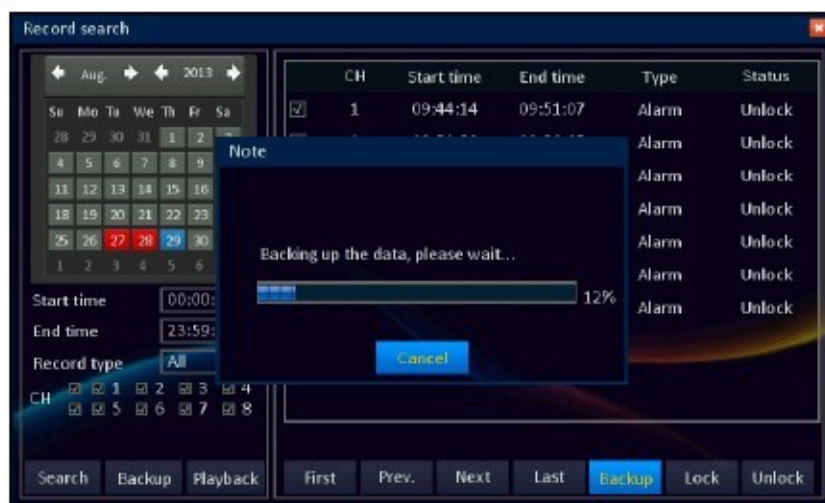 Record search
Aug. 2013
Su Mo Tu We Th Fr Sa
28 29 30 31 1 2
4 5 6 7 8 9
11 12 13 14 15 16
18 19 20 21 22 23
25 26 27 28 29 30
1 2 3 4 5 6
Start time 00:00:
End time 23:59:
Record type All
CH 1 2 3 4
5 6 7 8
Search Backup Playback
CH Start time End time Type Status
1 09:44:14 09:51:07 Alarm Unlock
Alarm Unlock
Alarm Unlock
Alarm Unlock
Alarm Unlock
Alarm Unlock
Alarm Unlock
Note
Backing up the data, please wait...
12%
Cancel
First Prev. Next Last Backup Lock Unlock